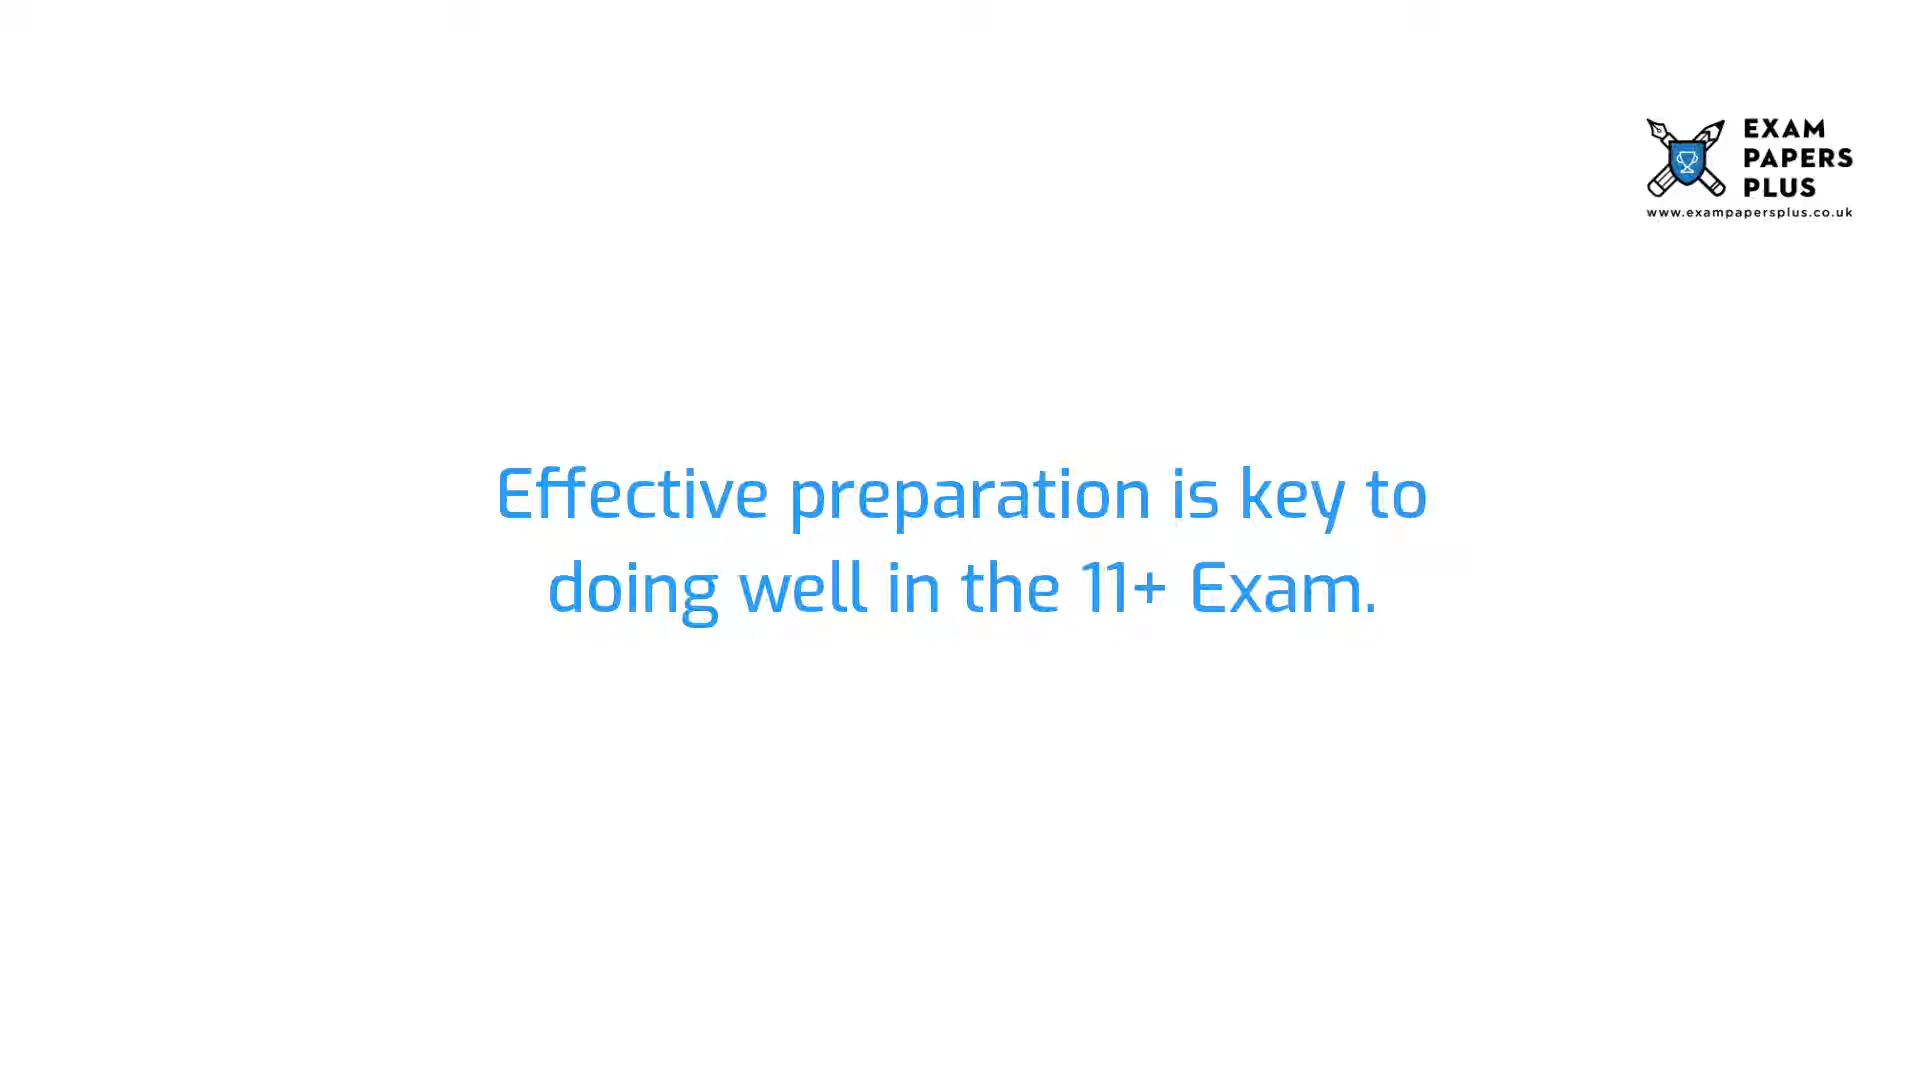 EXAM
PAPERS
PLUS
www.exampapersplus.co.uk
Effective preparation is key to
doing well in the 11+ Exam.